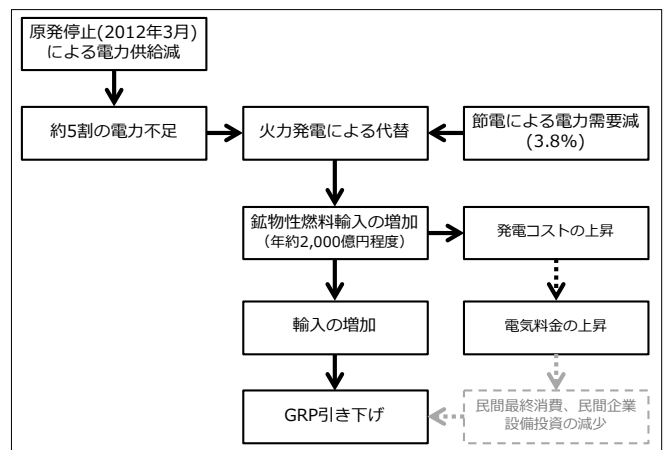 原発停止(2012年3月)
による電力供給減
約5割の電力不足
火力発電による代替
節電による電力需要減
(3.8%)
鉱物性燃料輸入の増加
（年約2,000億円程度）
発電コストの上昇
輸入の増加
電気料金の上昇
GRP引き下げ
民間最終消費、民間企業
設備投資の減少